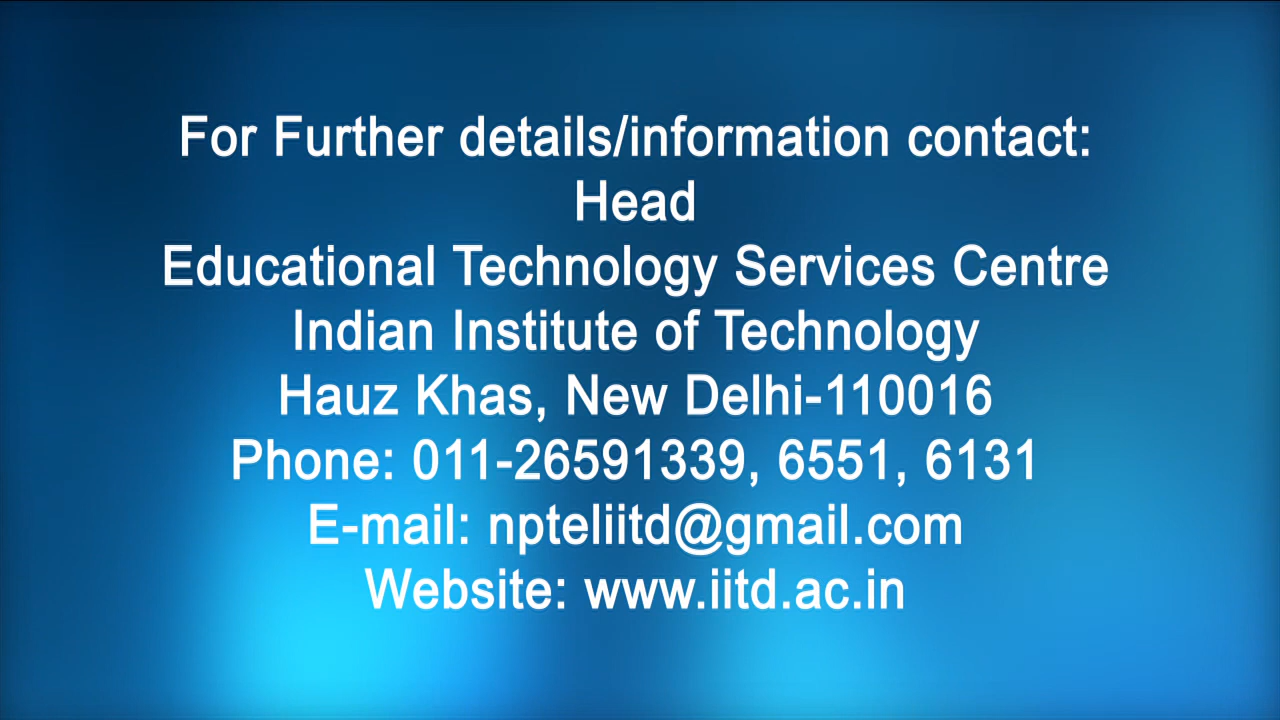 For Further details/information contact:
Head
Educational Technology Services Centre
Indian Institute of Technology
Hauz Khas, New Delhi-110016
Phone: 011-26591339, 6551, 6131
E-mail: npteliitd@gmail.com
Website: www.iitd.ac.in